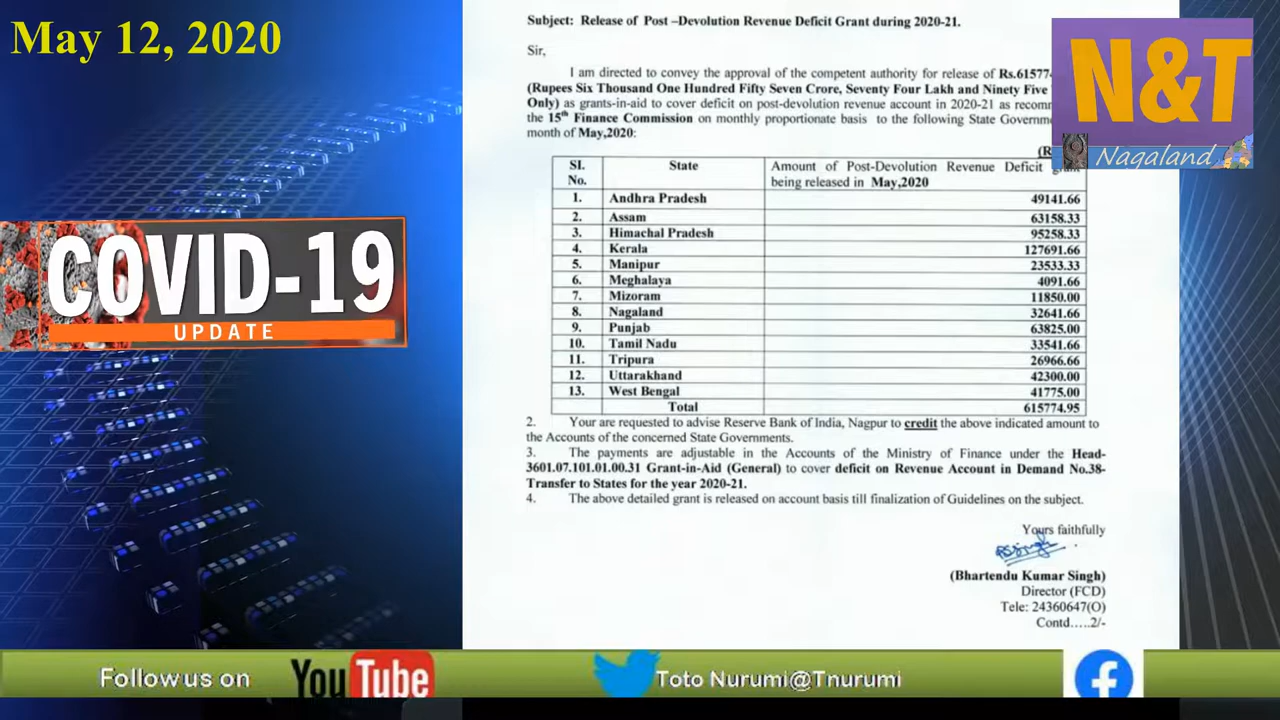 May 12, 2020
Subject: Release of Post –Devolution Revenue Deficit Grant during 2020-21.
Sir,
I am directed to convey the approval of the competent authority for release of Rs.61577
(Rupees Six Thousand One Hundred Fifty Seven Crore, Seventy Four Lakh and Ninety Five
Only) as grants-in-aid to cover deficit on post-devolution revenue account in 2020-21 as
the 15th Finance Commission on monthly proportionate basis to the following State
month of May,2020:
N&T
Nagaland
SI. No. State Amount of Post-Devolution Revenue Deficit grant being released in May,2020
1. Andhra Pradesh 49141.66
2. Assam 63158.33
3. Himachal Pradesh 95258.33
4. Kerala 127691.66
5. Manipur 23533.33
6. Meghalaya 4091.66
7. Mizoram 11850.00
8. Nagaland 32641.66
9. Punjab 63825.00
10. Tamil Nadu 33541.66
11. Tripura 26966.66
12. Uttarakhand 42300.00
13. West Bengal 41775.00
Total 615774.95
2. Your are requested to advise Reserve Bank of India, Nagpur to credit the above indicated amount to
the Accounts of the concerned State Governments.
3. The payments are adjustable in the Accounts of the Ministry of Finance under the Head-
3601.07.101.01.00.31 Grant-in-Aid (General) to cover deficit on Revenue Account in Demand No.38-
Transfer to States for the year 2020-21.
4. The above detailed grant is released on account basis till finalization of Guidelines on the subject.
Yours faithfully
(Bhartendu Kumar Singh)
Director (FCD)
Tele: 24360647(O)
Contd.....2/-
COVID-19
UPDATE
Follow us on
YouTube
Toto Nurumi@Tnurumi
f